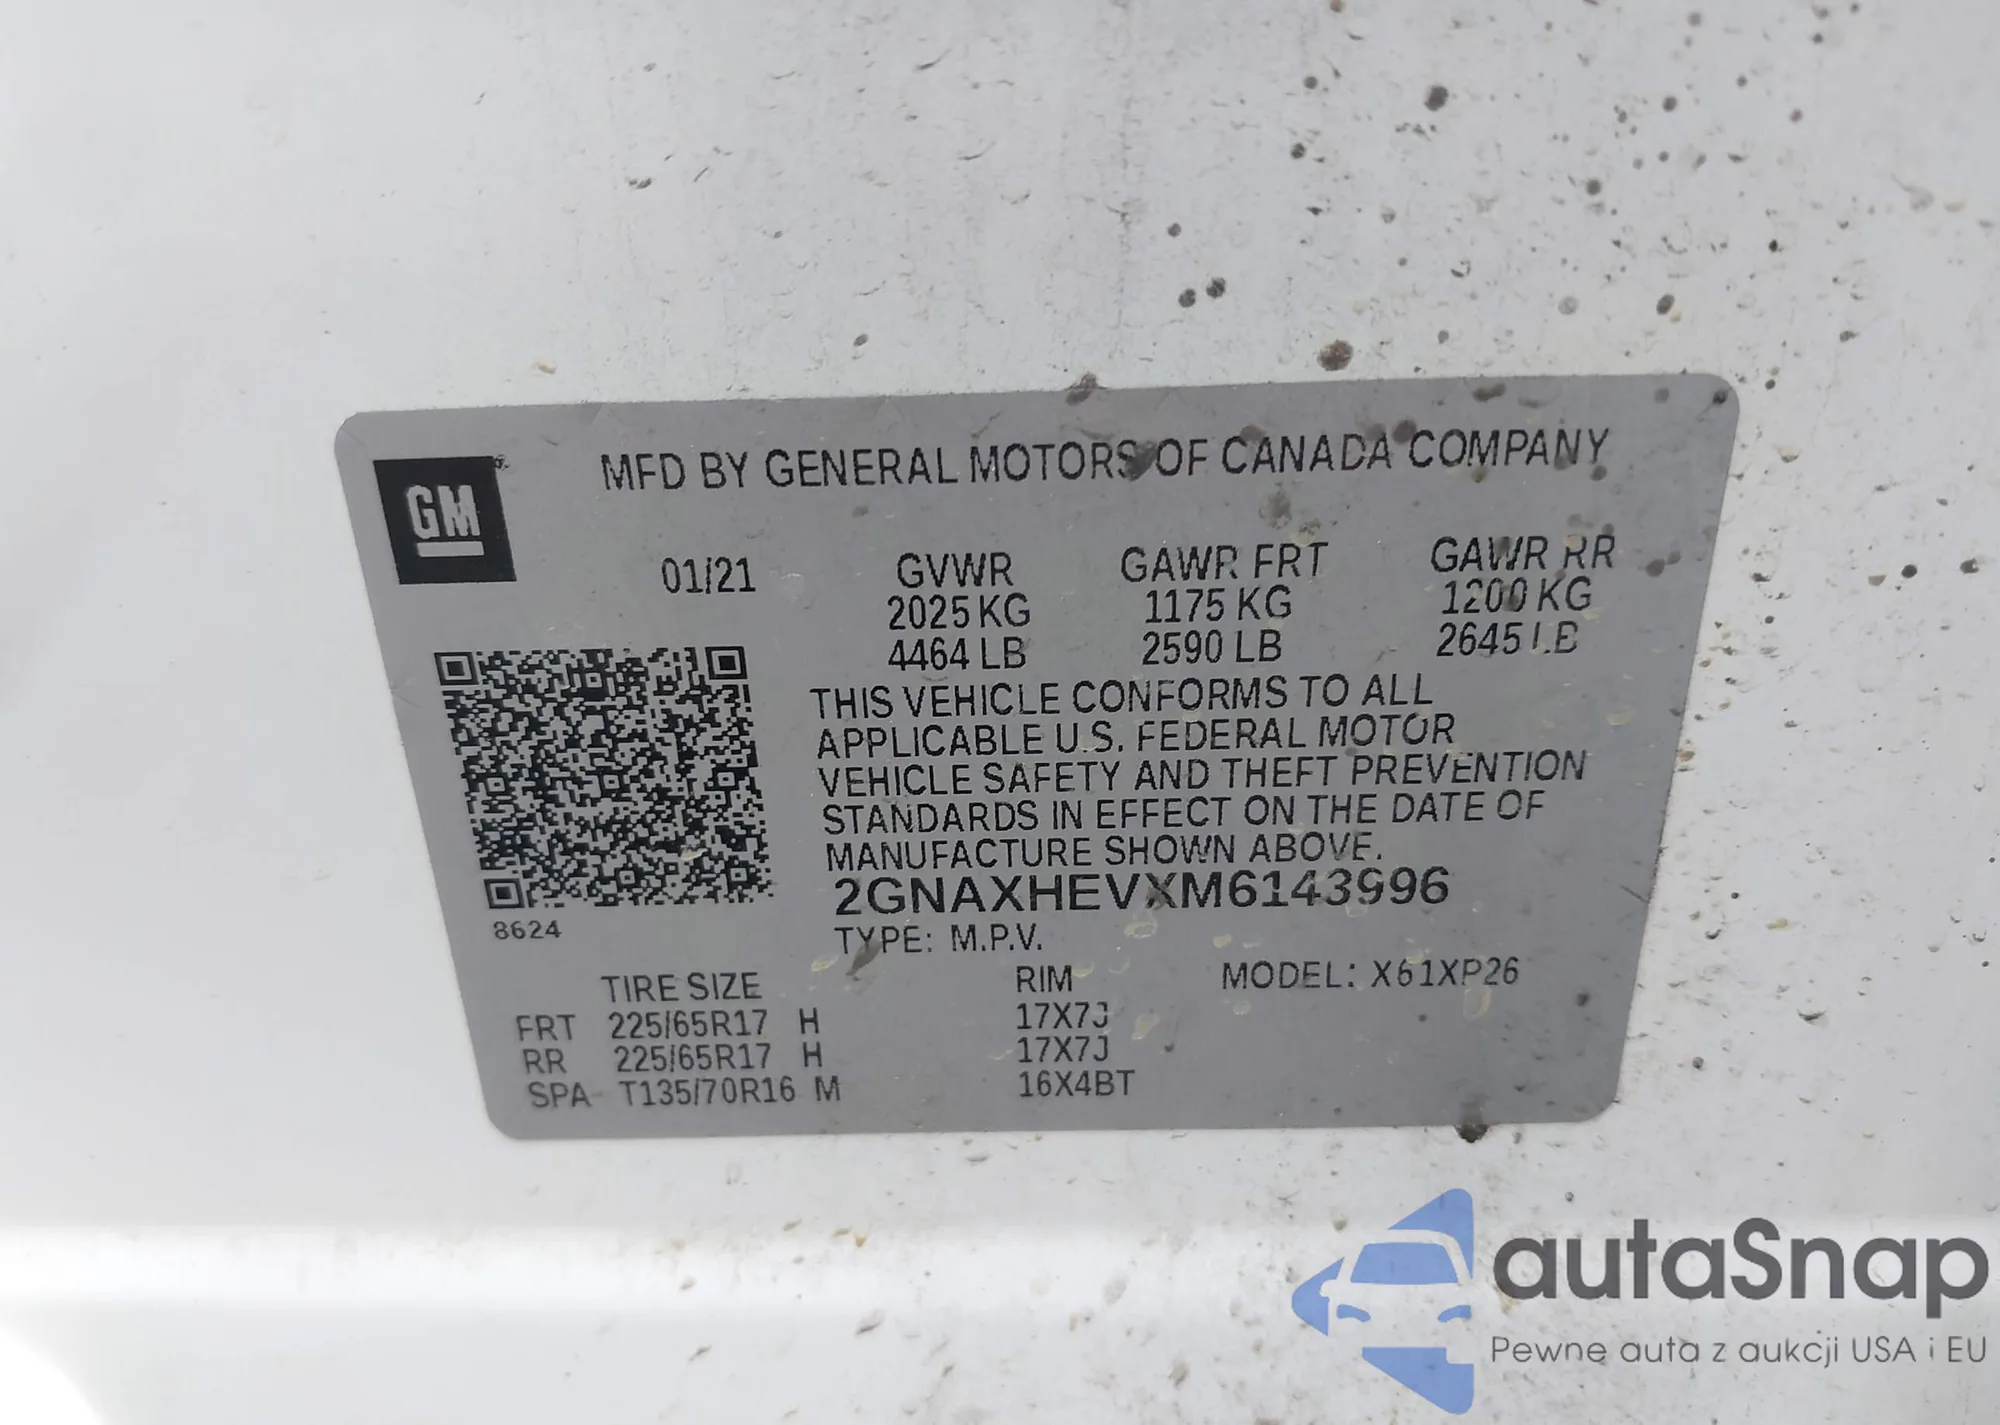 MFD BY GENERAL MOTORS OF CANADA COMPANY
GM
01/21 GVWR GAWR FRT GAWR RR
2025 KG 1175 KG 1200 KG
4464 LB 2590 LB 2645 LB
THIS VEHICLE CONFORMS TO ALL
APPLICABLE U.S. FEDERAL MOTOR
VEHICLE SAFETY AND THEFT PREVENTION
STANDARDS IN EFFECT ON THE DATE OF
MANUFACTURE SHOWN ABOVE.
2GNAXHEVXM6143996
8624
TYPE: M.P.V.
TIRE SIZE RIM MODEL: X61XP26
FRT 225/65R17 H 17X7J
RR 225/65R17 H 17X7J
SPA T135/70R16 M 16X4BT
autaSnap
Pewne auta z aukcji USA i EU